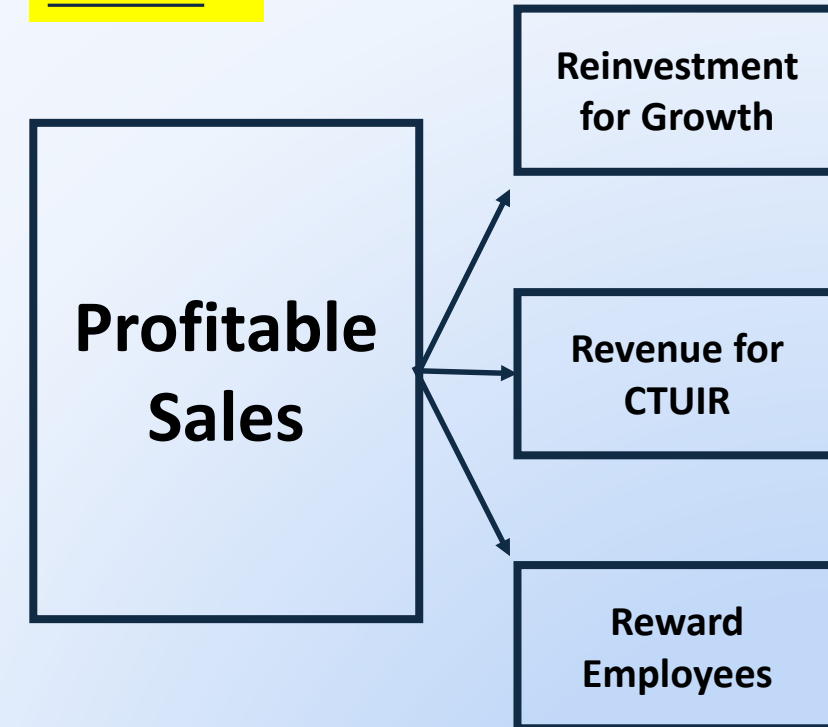 Profitable
Sales
Reinvestment
for Growth
Revenue for
CTUIR
Reward
Employees